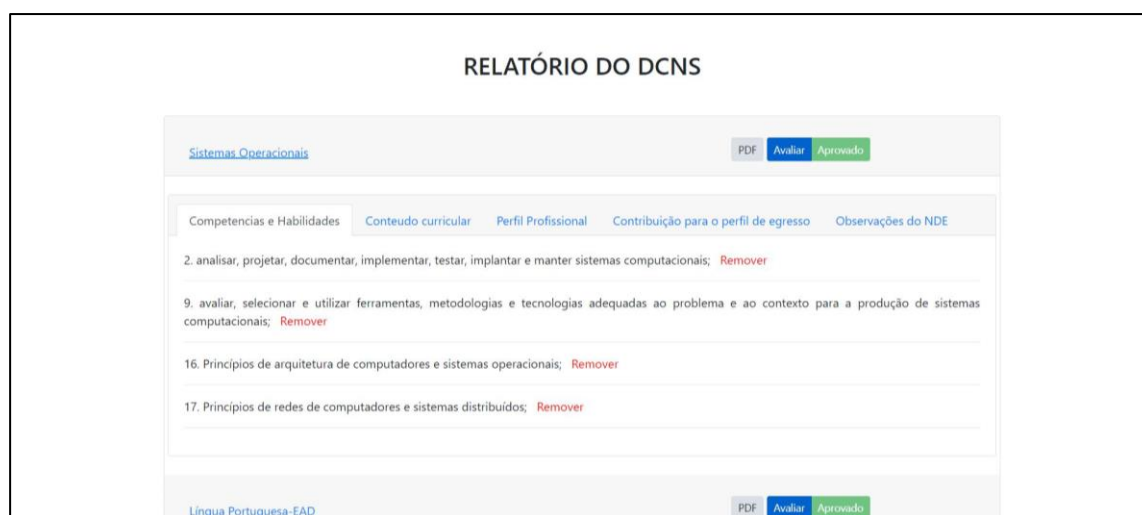 RELATÓRIO DO DCNS
Sistemas Operacionais
PDF Avaliar Aprovado
Competencias e Habilidades Conteudo curricular Perfil Profissional Contribuição para o perfil de egresso Observações do NDE
2. analisar, projetar, documentar, implementar, testar, implantar e manter sistemas computacionais; Remover
9. avaliar, selecionar e utilizar ferramentas, metodologias e tecnologias adequadas ao problema e ao contexto para a produção de sistemas
computacionais; Remover
16. Princípios de arquitetura de computadores e sistemas operacionais; Remover
17. Princípios de redes de computadores e sistemas distribuídos; Remover
Língua Portuguesa-EAD
PDF Avaliar Aprovado